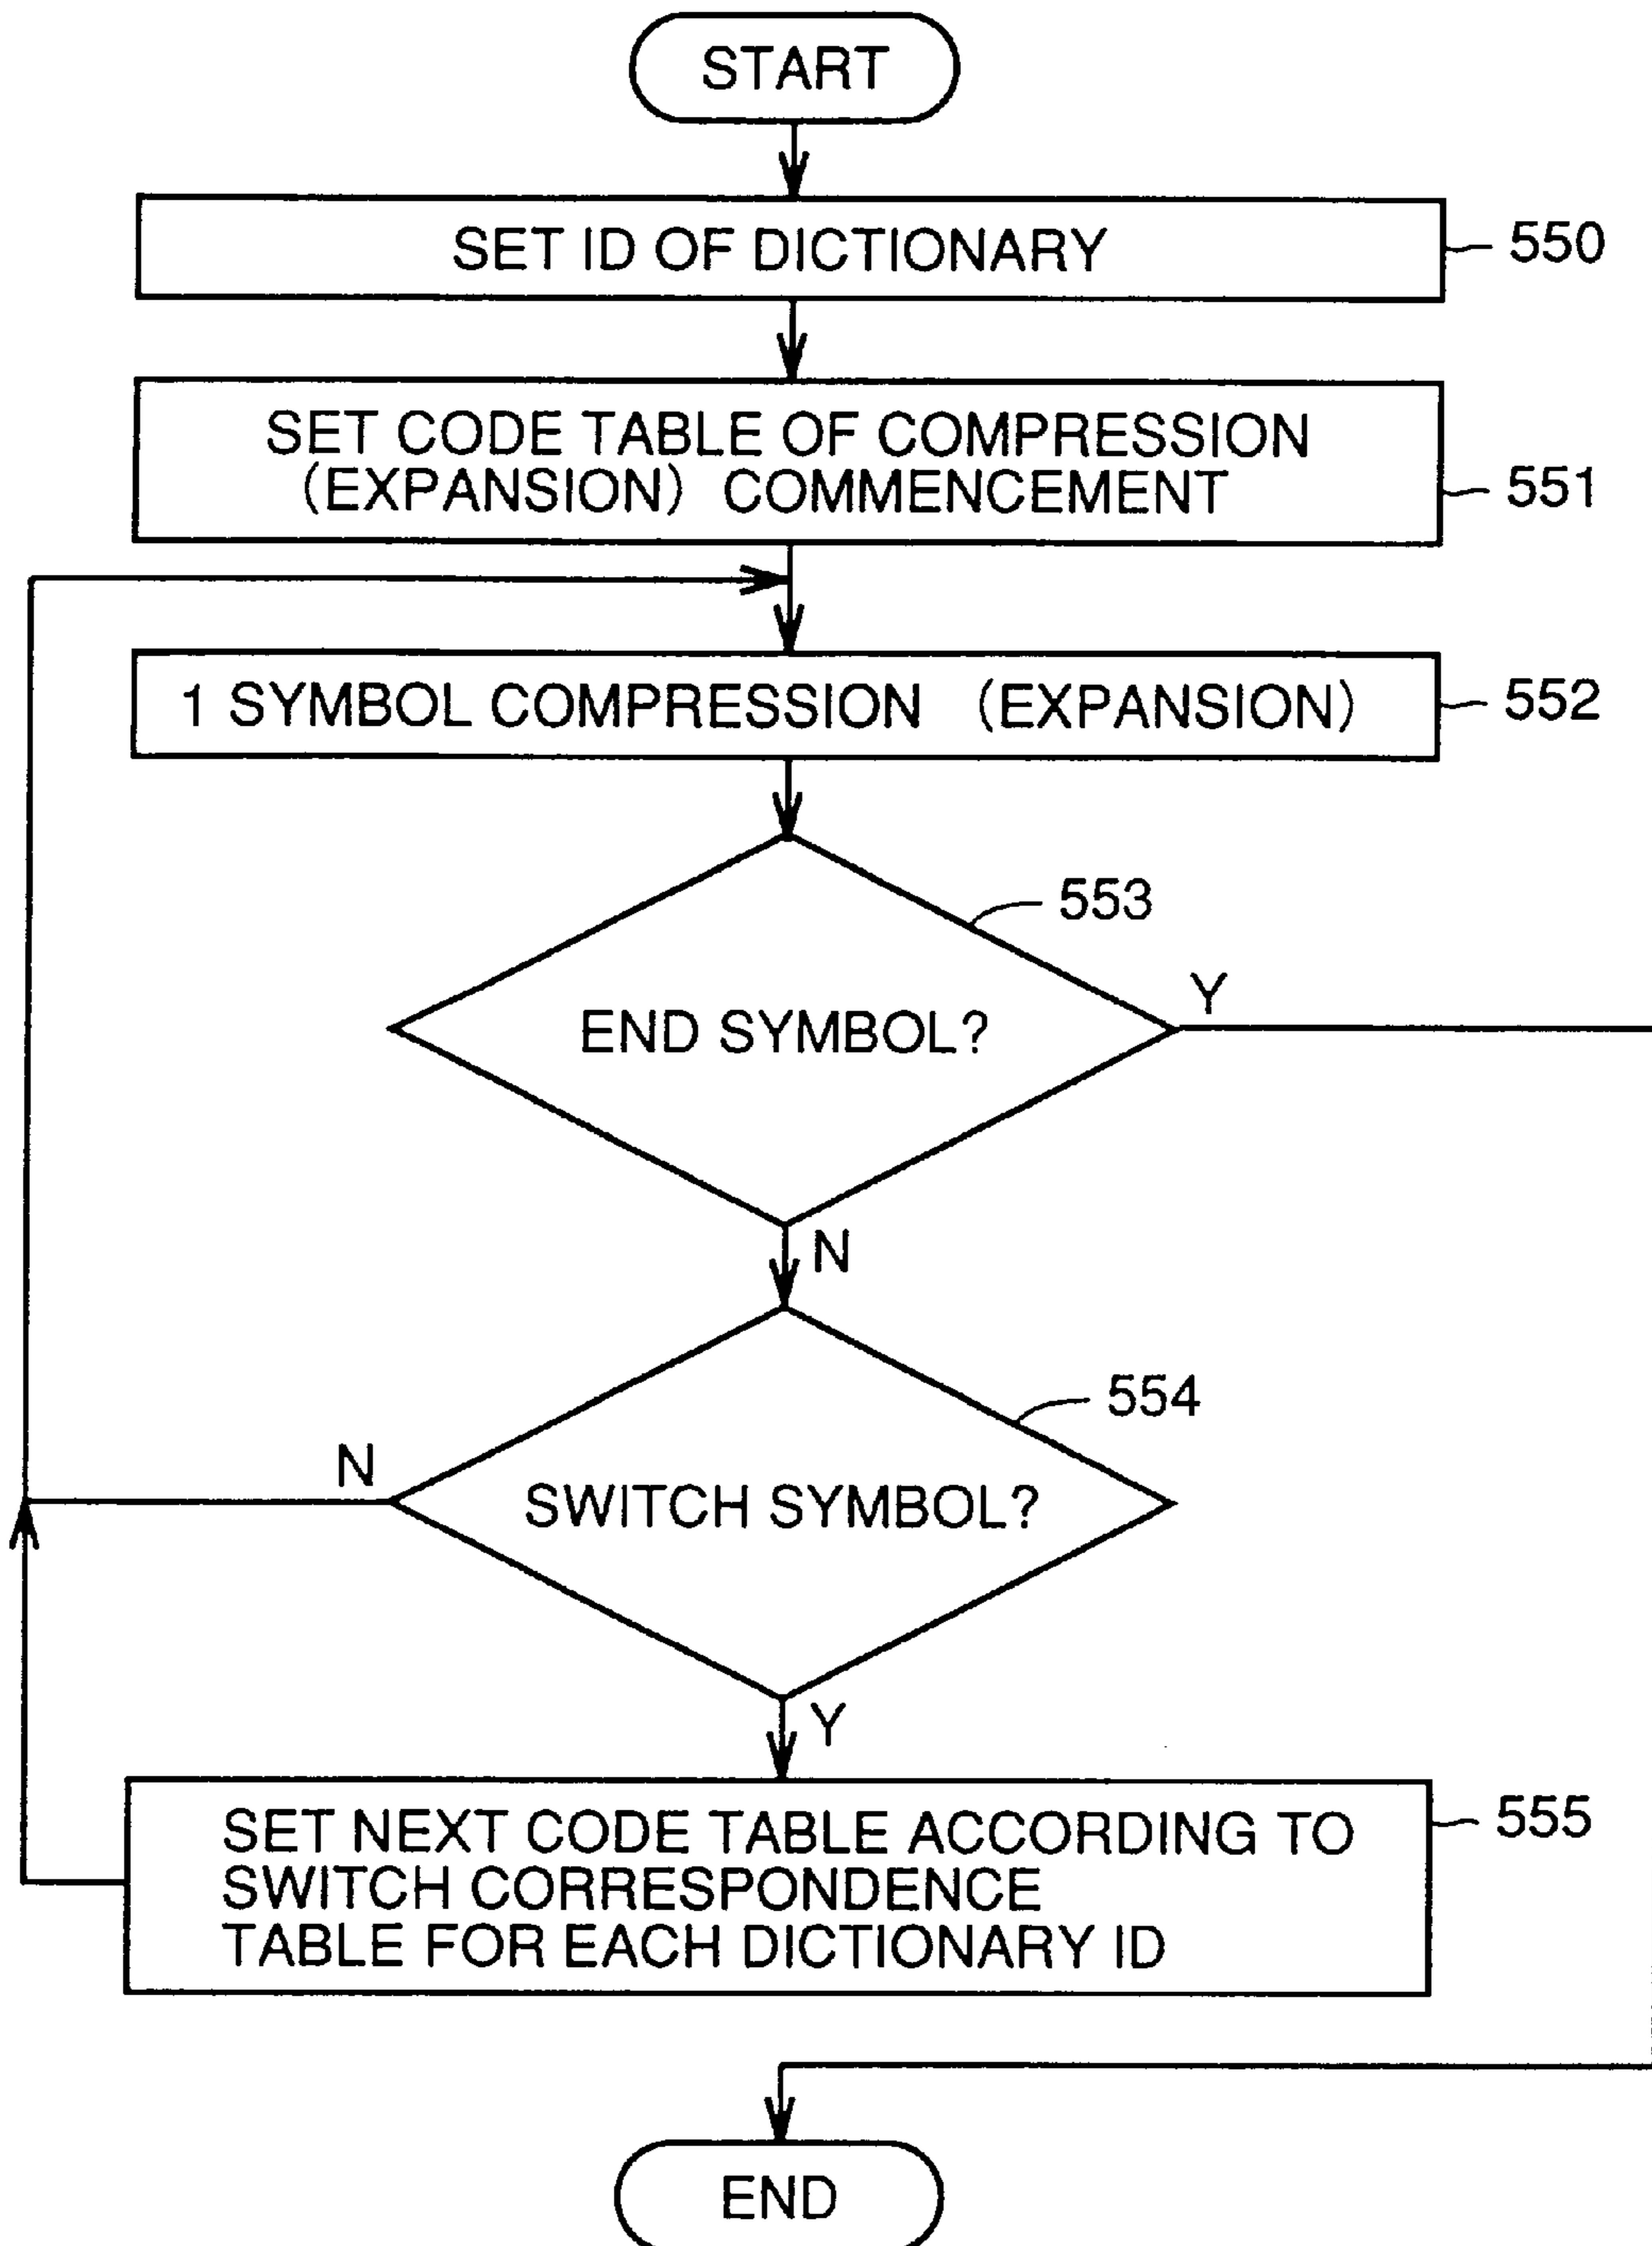 START
SET ID OF DICTIONARY
550
SET CODE TABLE OF COMPRESSION
(EXPANSION) COMMENCEMENT
551
1 SYMBOL COMPRESSION (EXPANSION)
552
553
END SYMBOL?
Y
N
554
SWITCH SYMBOL?
N
Y
SET NEXT CODE TABLE ACCORDING TO
SWITCH CORRESPONDENCE
TABLE FOR EACH DICTIONARY ID
555
END